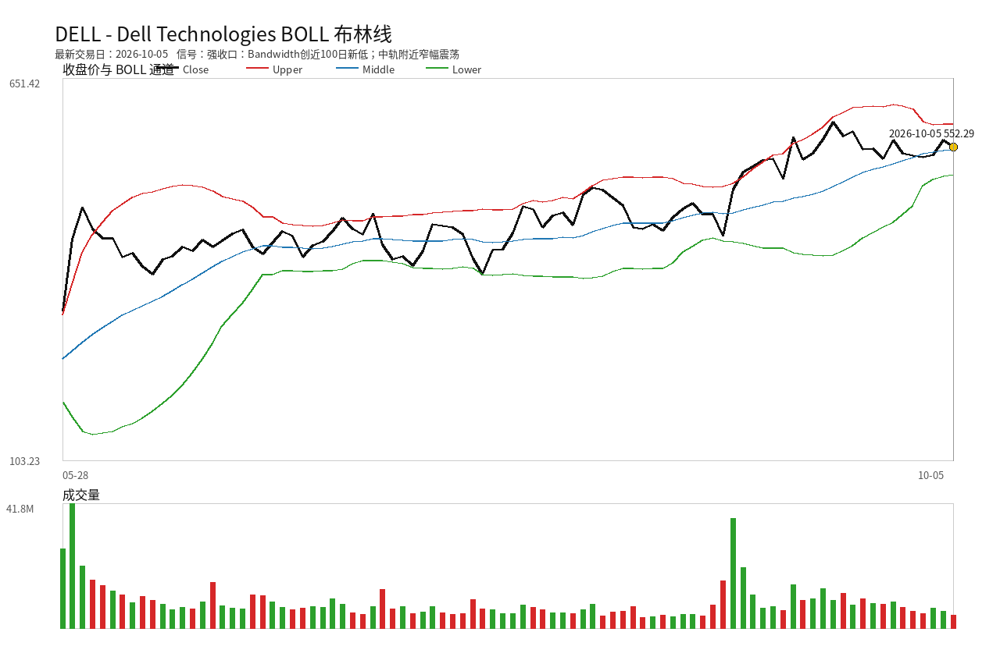 DELL - Dell Technologies BOLL 布林线
最新交易日：2026-10-05 信号：强收口：Bandwidth创近100日新低；中轨附近窄幅震荡
收盘价与 BOLL 通道 Close Upper Middle Lower
651.42
2026-10-05 552.29
103.23
05-28 10-05
成交量
41.8M